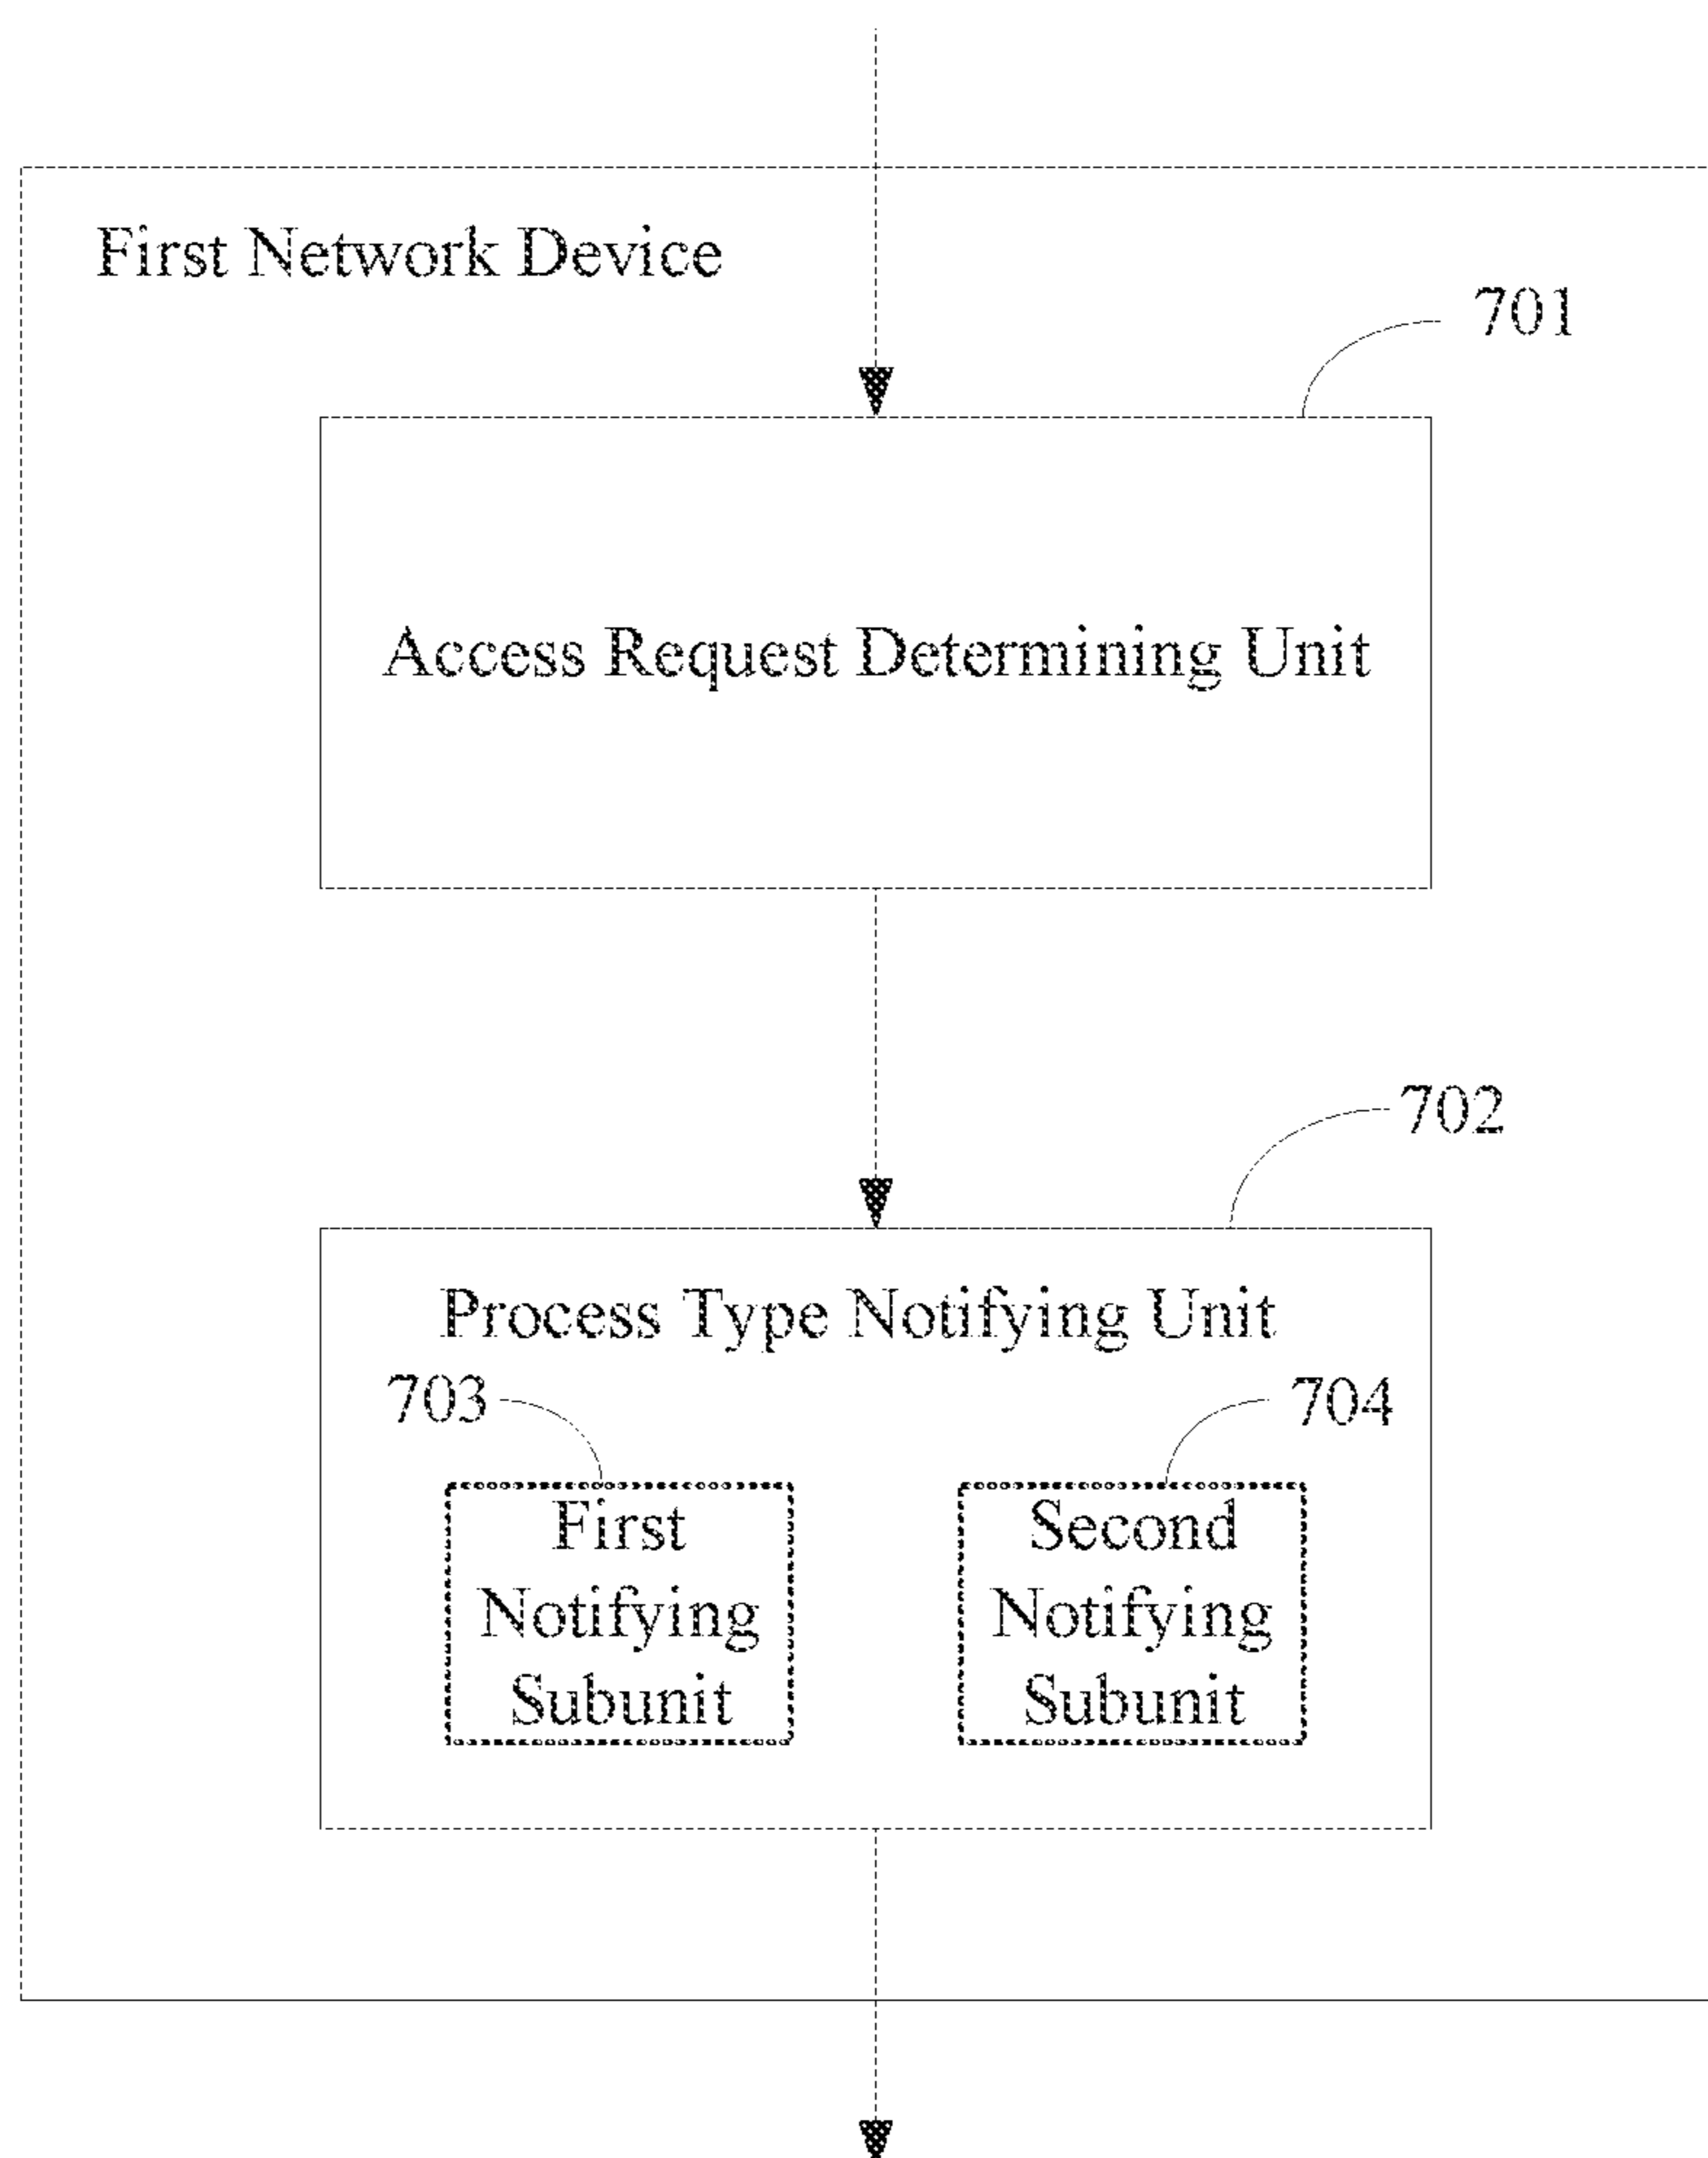 First Network Device
701
Access Request Determining Unit
702
Process Type Notifying Unit
703
704
First
Notifying
Subunit
Second
Notifying
Subunit